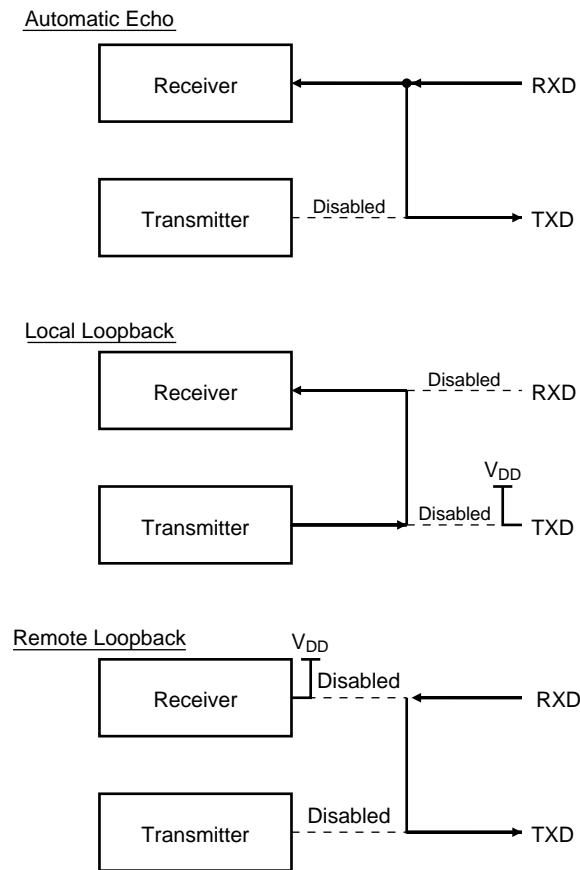 Automatic Echo
Receiver
RXD
Transmitter
Disabled
TXD
Local Loopback
Receiver
Disabled
RXD
VDD
Transmitter
Disabled
TXD
Remote Loopback
VDD
Receiver
Disabled
RXD
Transmitter
Disabled
TXD